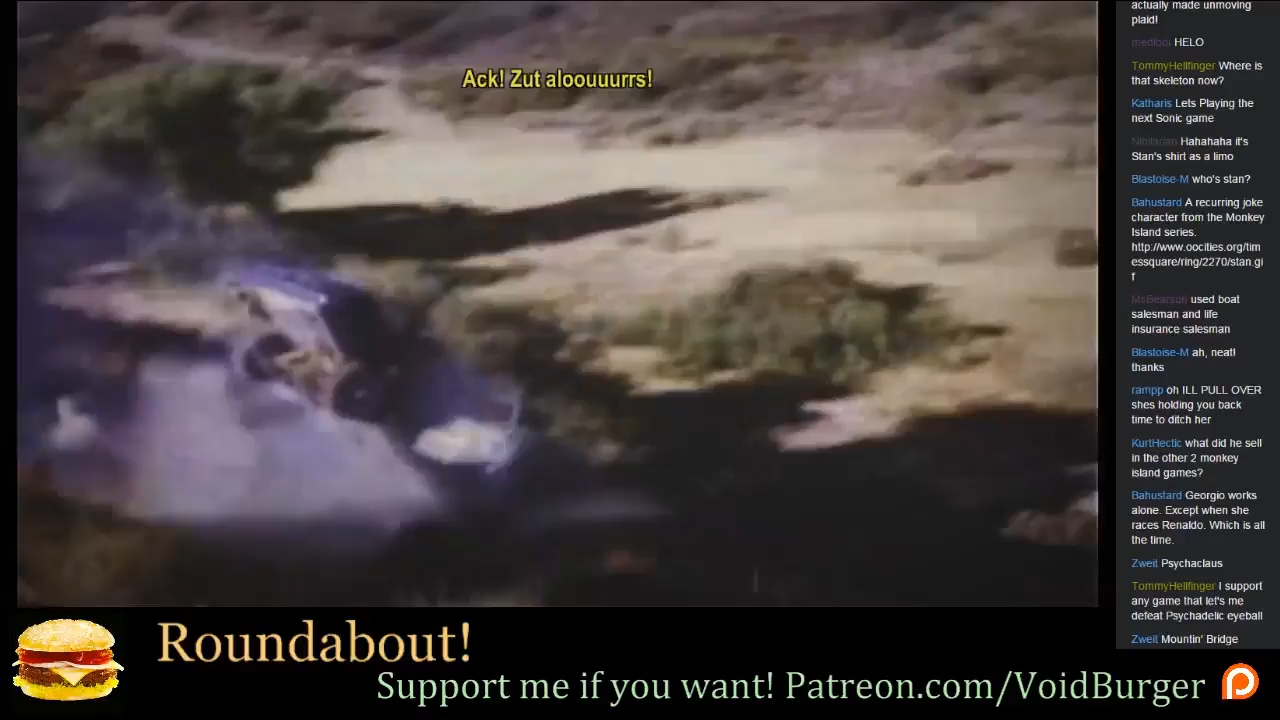 Ack! Zut aloouuurrs!
actually made unmoving
plaid!
mediboi HELO
TommyHellfinger Where is
that skeleton now?
Katharis Lets Playing the
next Sonic game
Hahahaha it's
Stan's shirt as a limo
Blastoise-M who's stan?
Bahustard A recurring joke
character from the Monkey
Island series.
http://www.oocities.org/tim
essquare/ring/2270/stan.gi
f
McBearson used boat
salesman and life
insurance salesman
Blastoise-M ah, neat!
thanks
rampp oh ILL PULL OVER
shes holding you back
time to ditch her
KurtHectic what did he sell
in the other 2 monkey
island games?
Bahustard Georgio works
alone. Except when she
races Renaldo. Which is all
the time.
Zweit Psychaclaus
TommyHellfinger I support
any game that let's me
defeat Psychadelic eyeball
Zweit Mountin' Bridge
Roundabout!
Support me if you want! Patreon.com/VoidBurger